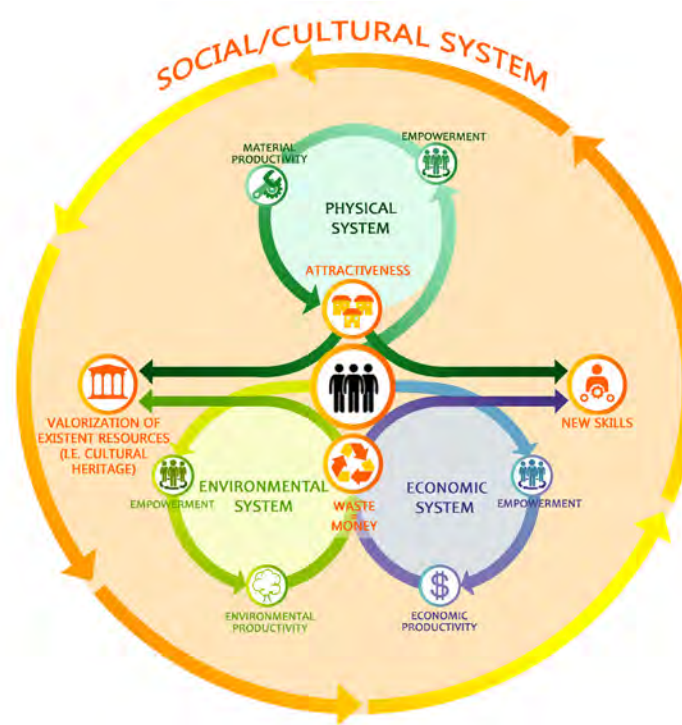 SOCIAL/CULTURAL SYSTEM
EMPOWERMENT
MATERIAL
PRODUCTIVITY
PHYSICAL
SYSTEM
ATTRACTIVENESS
VALORIZATION OF
EXISTENT RESOURCES
(I.E. CULTURAL
HERITAGE)
NEW SKILLS
ENVIRONMENTAL
SYSTEM
ECONOMIC
SYSTEM
EMPOWERMENT
WASTE
=
MONEY
EMPOWERMENT
$
ENVIRONMENTAL
PRODUCTIVITY
ECONOMIC
PRODUCTIVITY